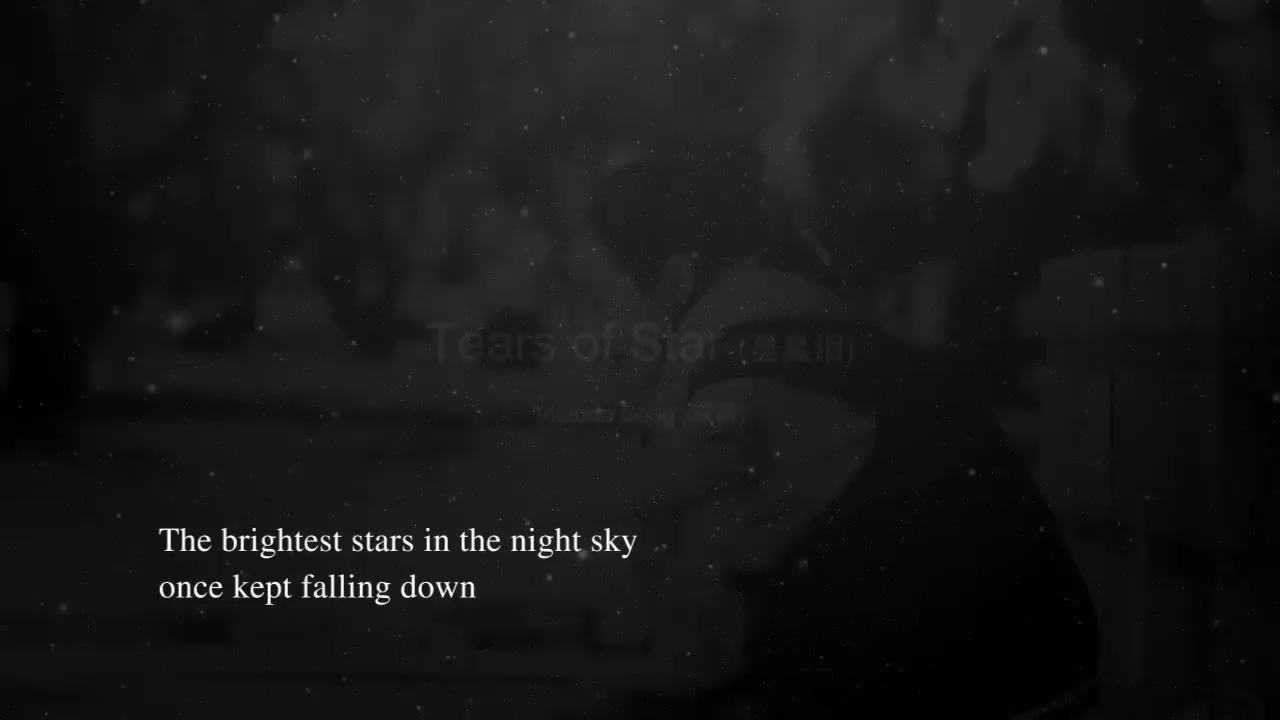 Tears of Star
The brightest stars in the night sky
once kept falling down